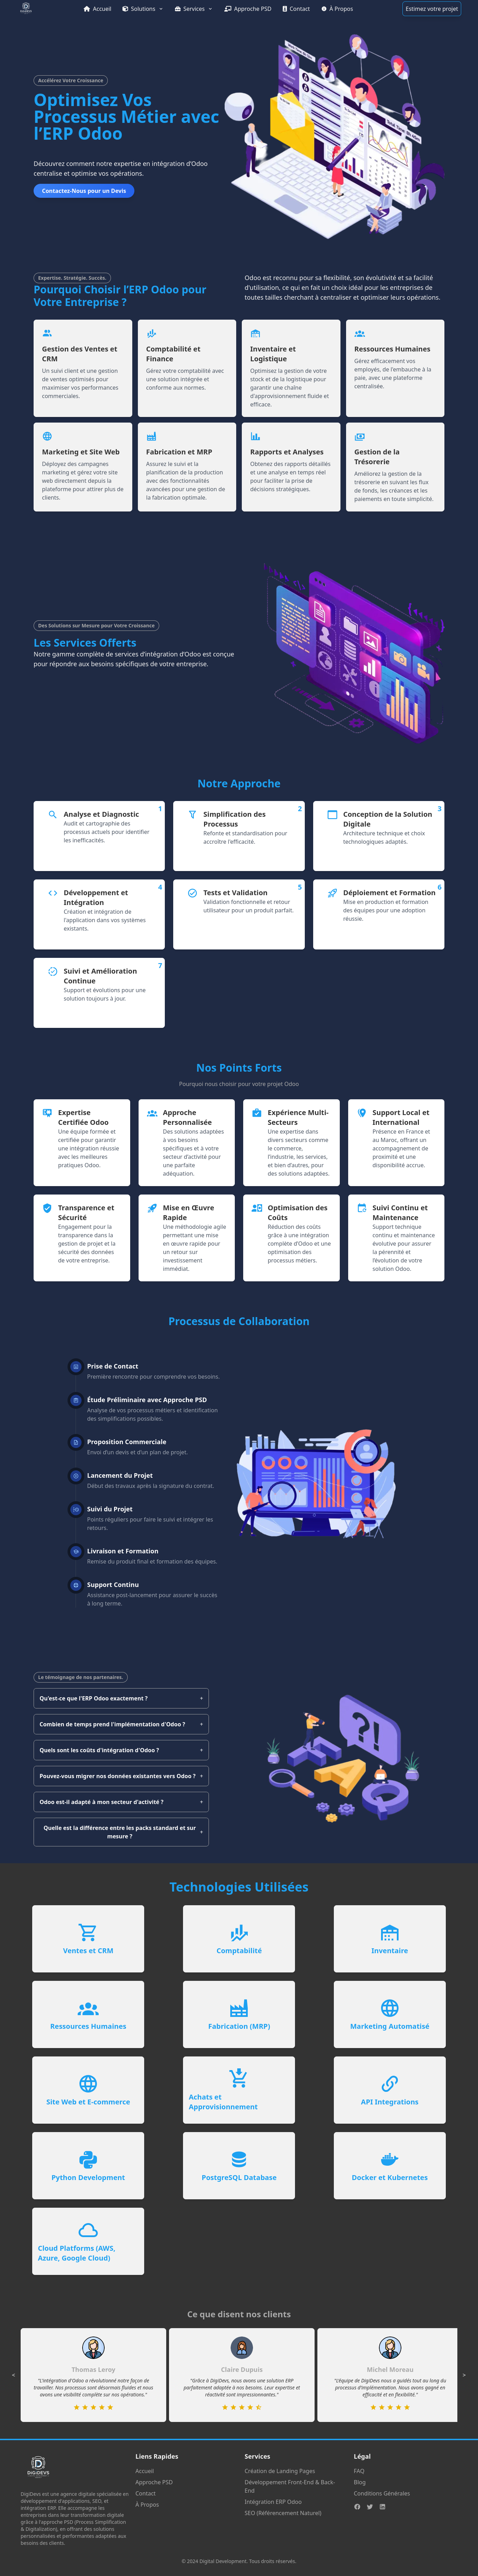 DIGIDEVS
Accueil
Solutions
Services
Approche PSD
Contact
À Propos
Estimez votre projet
Accélérez Votre Croissance
Optimisez Vos
Processus Métier avec
l’ERP Odoo
Découvrez comment notre expertise en intégration d’Odoo
centralise et optimise vos opérations.
Contactez-Nous pour un Devis
Expertise. Stratégie. Succès.
Pourquoi Choisir l’ERP Odoo pour
Votre Entreprise ?
Odoo est reconnu pour sa flexibilité, son évolutivité et sa facilité
d’utilisation, ce qui en fait un choix idéal pour les entreprises de
toutes tailles cherchant à centraliser et optimiser leurs opérations.
Gestion des Ventes et
CRM
Un suivi client et une gestion
de ventes optimisés pour
maximiser vos performances
commerciales.
Comptabilité et
Finance
Gérez votre comptabilité avec
une solution intégrée et
conforme aux normes.
Inventaire et
Logistique
Optimisez la gestion de votre
stock et de la logistique pour
garantir une chaîne
d'approvisionnement fluide et
efficace.
Ressources Humaines
Gérez efficacement vos
employés, de l'embauche à la
paie, avec une plateforme
centralisée.
Marketing et Site Web
Déployez des campagnes
marketing et gérez votre site
web directement depuis la
plateforme pour attirer plus de
clients.
Fabrication et MRP
Assurez le suivi et la
planification de la production
avec des fonctionnalités
avancées pour une gestion de
la fabrication optimale.
Rapports et Analyses
Obtenez des rapports détaillés
et une analyse en temps réel
pour faciliter la prise de
décisions stratégiques.
Gestion de la
Trésorerie
Améliorez la gestion de la
trésorerie en suivant les flux
de fonds, les créances et les
paiements en toute simplicité.
Des Solutions sur Mesure pour Votre Croissance
Les Services Offerts
Notre gamme complète de services d’intégration d’Odoo est conçue
pour répondre aux besoins spécifiques de votre entreprise.
Notre Approche
1
Analyse et Diagnostic
Audit et cartographie des
processus actuels pour identifier
les inefficacités.
2
Simplification des
Processus
Refonte et standardisation pour
accroître l'efficacité.
3
Conception de la Solution
Digitale
Architecture technique et choix
technologiques adaptés.
4
Développement et
Intégration
Création et intégration de
l'application dans vos systèmes
existants.
5
Tests et Validation
Validation fonctionnelle et retour
utilisateur pour un produit parfait.
6
Déploiement et Formation
Mise en production et formation
des équipes pour une adoption
réussie.
7
Suivi et Amélioration
Continue
Support et évolutions pour une
solution toujours à jour.
Nos Points Forts
Pourquoi nous choisir pour votre projet Odoo
Expertise
Certifiée Odoo
Une équipe formée et
certifiée pour garantir
une intégration réussie
avec les meilleures
pratiques Odoo.
Approche
Personnalisée
Des solutions adaptées
à vos besoins
spécifiques et à votre
secteur d'activité pour
une parfaite
adéquation.
Expérience Multi-
Secteurs
Une expertise dans
divers secteurs comme
le commerce,
l'industrie, les services,
et bien d'autres, pour
des solutions adaptées.
Support Local et
International
Présence en France et
au Maroc, offrant un
accompagnement de
proximité et une
disponibilité accrue.
Transparence et
Sécurité
Engagement pour la
transparence dans la
gestion de projet et la
sécurité des données
de votre entreprise.
Mise en Œuvre
Rapide
Une méthodologie agile
permettant une mise
en œuvre rapide pour
un retour sur
investissement
immédiat.
Optimisation des
Coûts
Réduction des coûts
grâce à une intégration
complète d'Odoo et une
optimisation des
processus métiers.
Suivi Continu et
Maintenance
Support technique
continu et maintenance
évolutive pour assurer
la pérennité et
l'évolution de votre
solution Odoo.
Processus de Collaboration
Prise de Contact
Première rencontre pour comprendre vos besoins.
Étude Préliminaire avec Approche PSD
Analyse de vos processus métiers et identification
des simplifications possibles.
Proposition Commerciale
Envoi d’un devis et d’un plan de projet.
Lancement du Projet
Début des travaux après la signature du contrat.
Suivi du Projet
Points réguliers pour faire le suivi et intégrer les
retours.
Livraison et Formation
Remise du produit final et formation des équipes.
Support Continu
Assistance post-lancement pour assurer le succès
à long terme.
Le témoignage de nos partenaires.
Qu’est-ce que l’ERP Odoo exactement ?
+
Combien de temps prend l’implémentation d’Odoo ?
+
Quels sont les coûts d’intégration d’Odoo ?
+
Pouvez-vous migrer nos données existantes vers Odoo ?
+
Odoo est-il adapté à mon secteur d’activité ?
+
Quelle est la différence entre les packs standard et sur
mesure ?
+
Technologies Utilisées
Ventes et CRM
Comptabilité
Inventaire
Ressources Humaines
Fabrication (MRP)
Marketing Automatisé
Site Web et E-commerce
Achats et
Approvisionnement
API Integrations
Python Development
PostgreSQL Database
Docker et Kubernetes
Cloud Platforms (AWS,
Azure, Google Cloud)
Ce que disent nos clients
<
Thomas Leroy
"L'intégration d'Odoo a révolutionné notre façon de
travailler. Nos processus sont désormais fluides et nous
avons une visibilité complète sur nos opérations."
Claire Dupuis
"Grâce à DigiDevs, nous avons une solution ERP
parfaitement adaptée à nos besoins. Leur expertise et
réactivité sont impressionnantes."
Michel Moreau
"L'équipe de DigiDevs nous a guidés tout au long du
processus d'implémentation. Nous avons gagné en
efficacité et en flexibilité."
>
DIGIDEVS
DigiDevs est une agence digitale spécialisée en
développement d'applications, SEO, et
intégration ERP. Elle accompagne les
entreprises dans leur transformation digitale
grâce à l'approche PSD (Process Simplification
& Digitalization), en offrant des solutions
personnalisées et performantes adaptées aux
besoins des clients.
Liens Rapides
Accueil
Approche PSD
Contact
À Propos
Services
Création de Landing Pages
Développement Front-End & Back-
End
Intégration ERP Odoo
SEO (Référencement Naturel)
Légal
FAQ
Blog
Conditions Générales
© 2024 Digital Development. Tous droits réservés.